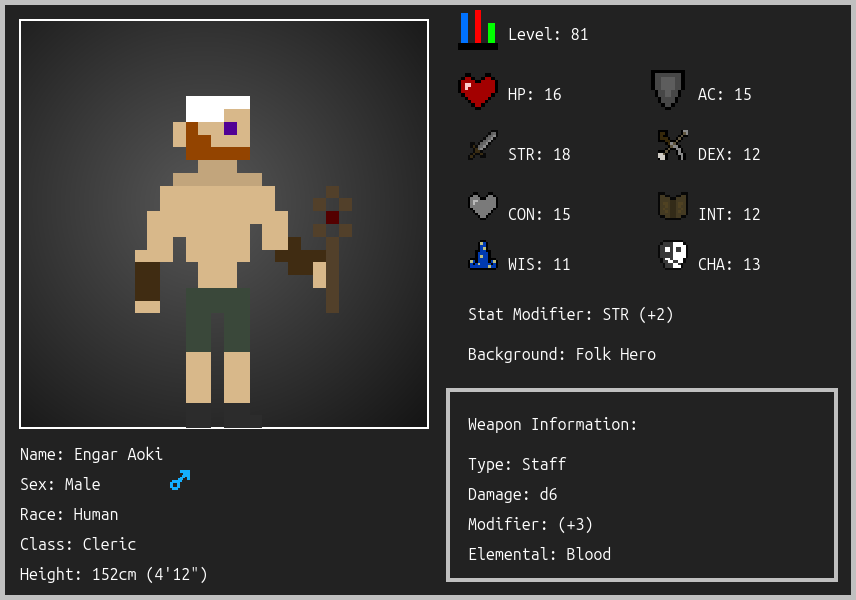 Level: 81
HP: 16 AC: 15
STR: 18 DEX: 12
CON: 15 INT: 12
WIS: 11 CHA: 13
Stat Modifier: STR (+2)
Background: Folk Hero
Weapon Information:
Type: Staff
Damage: d6
Modifier: (+3)
Elemental: Blood
Name: Engar Aoki
Sex: Male
Race: Human
Class: Cleric
Height: 152cm (4'12")